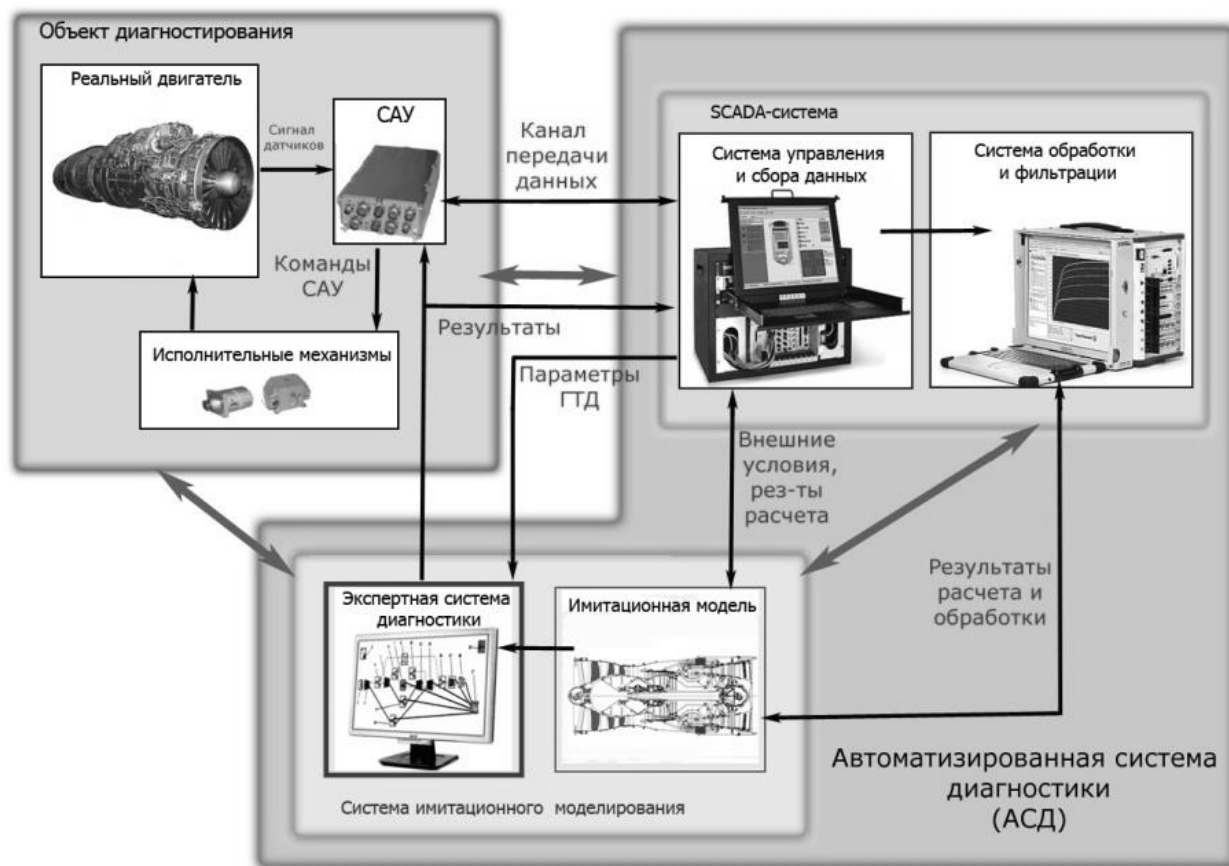 Объект диагностирования
Реальный двигатель
Сигнал
датчиков
САУ
Команды
САУ
Исполнительные механизмы
Канал
передачи
данных
Результаты
Параметры
ГТД
SCADA-система
Система управления
и сбора данных
Система обработки
и фильтрации
Внешние
условия,
рез-ты
расчета
Результаты
расчета и
обработки
Экспертная система
диагностики
Имитационная модель
Система имитационного моделирования
Автоматизированная система
диагностики
(АСД)